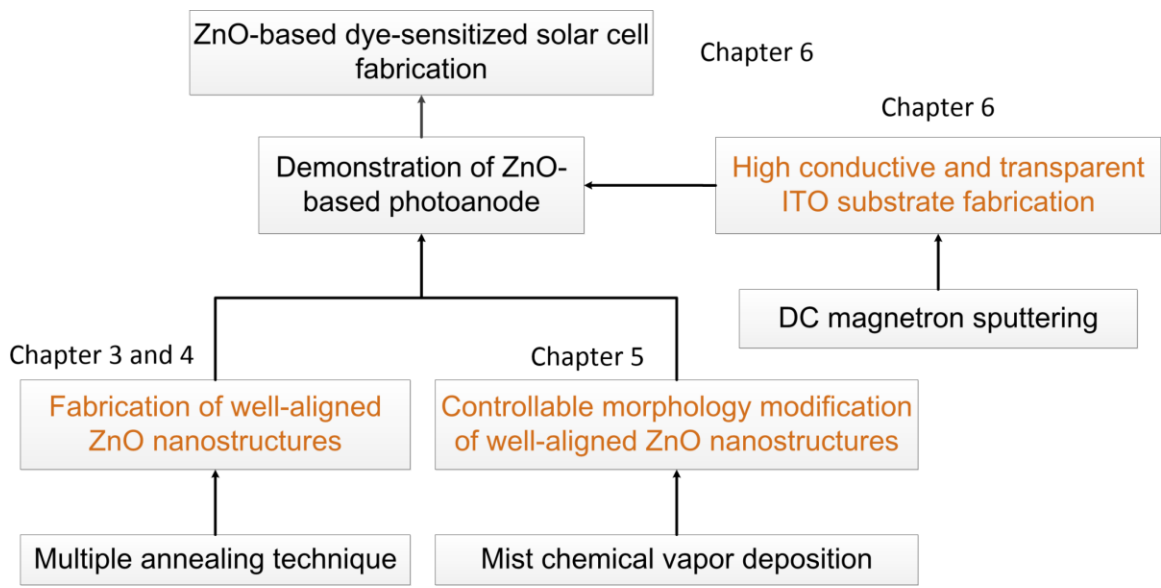 ZnO-based dye-sensitized solar cell
fabrication
Chapter 6
Chapter 6
Demonstration of ZnO-
based photoanode
High conductive and transparent
ITO substrate fabrication
DC magnetron sputtering
Chapter 3 and 4
Chapter 5
Fabrication of well-aligned
ZnO nanostructures
Controllable morphology modification
of well-aligned ZnO nanostructures
Multiple annealing technique
Mist chemical vapor deposition